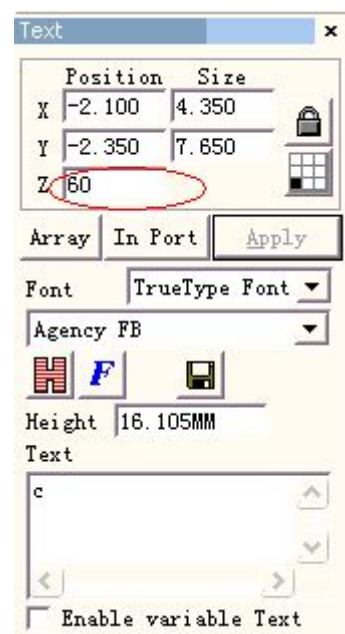 Text
Position Size
X -2.100 4.350
Y -2.350 7.650
Z 60
Array In Port Apply
Font TrueType Font
Agency FB
H F
Height 16.105MM
Text
c
Enable variable Text